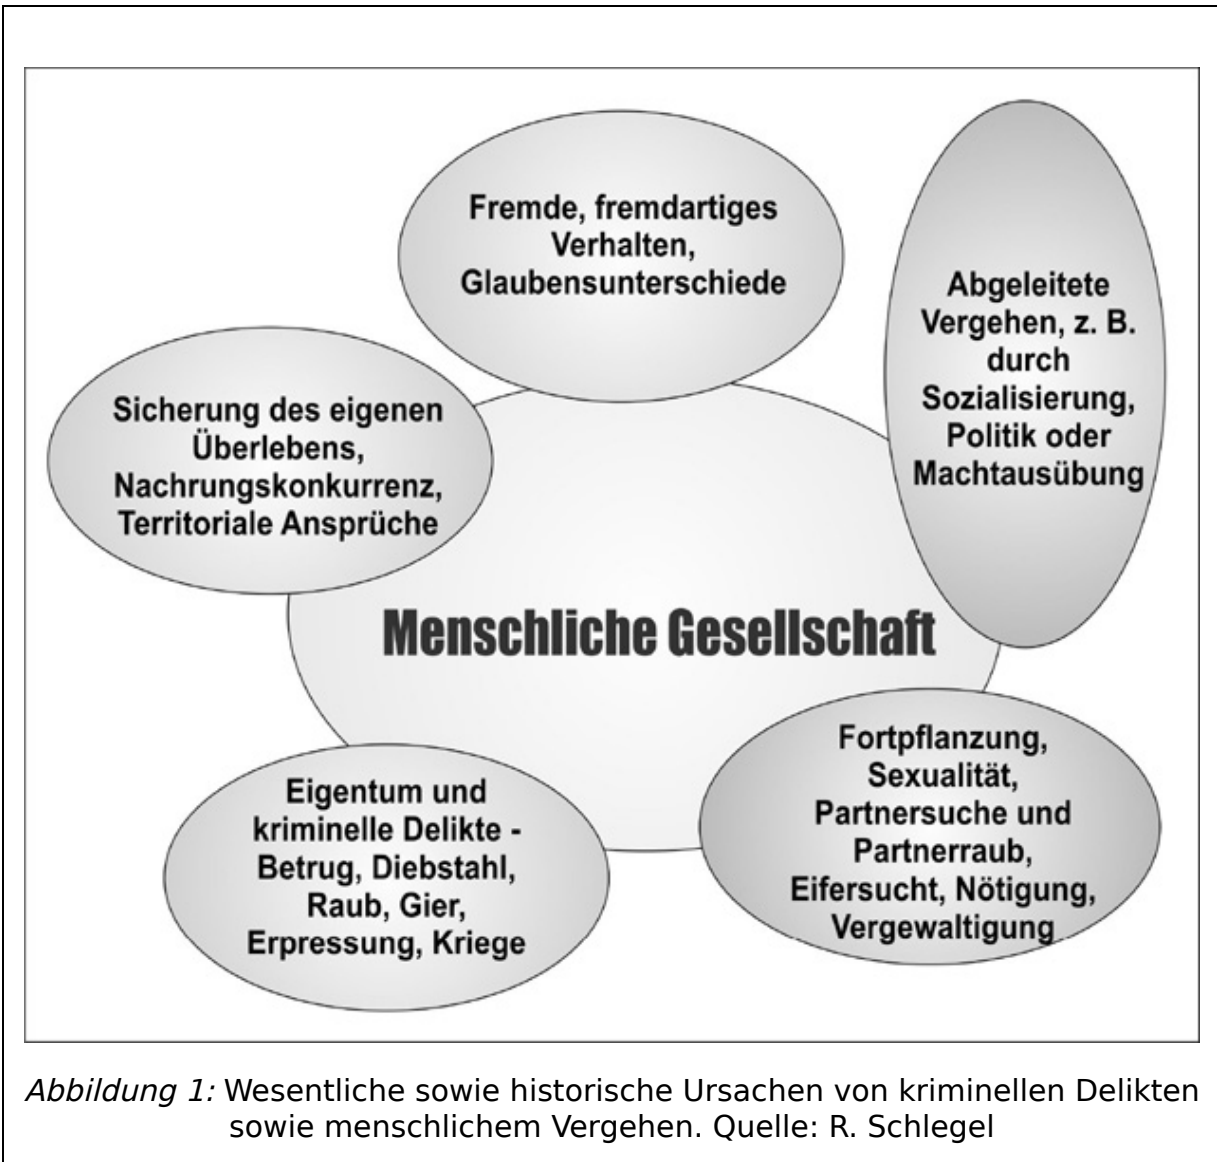 Fremde, fremdartiges
Verhalten,
Glaubensunterschiede
Abgeleitete
Vergehen, z. B.
durch
Sozialisierung,
Politik oder
Machtausübung
Sicherung des eigenen
Überlebens,
Nachrungskonkurrenz,
Territoriale Ansprüche
Menschliche Gesellschaft
Eigentum und
kriminelle Delikte -
Betrug, Diebstahl,
Raub, Gier,
Erpressung, Kriege
Fortpflanzung,
Sexualität,
Partnersuche und
Partnerraub,
Eifersucht, Nötigung,
Vergewaltigung
Abbildung 1: Wesentliche sowie historische Ursachen von kriminellen Delikten
sowie menschlichem Vergehen. Quelle: R. Schlegel